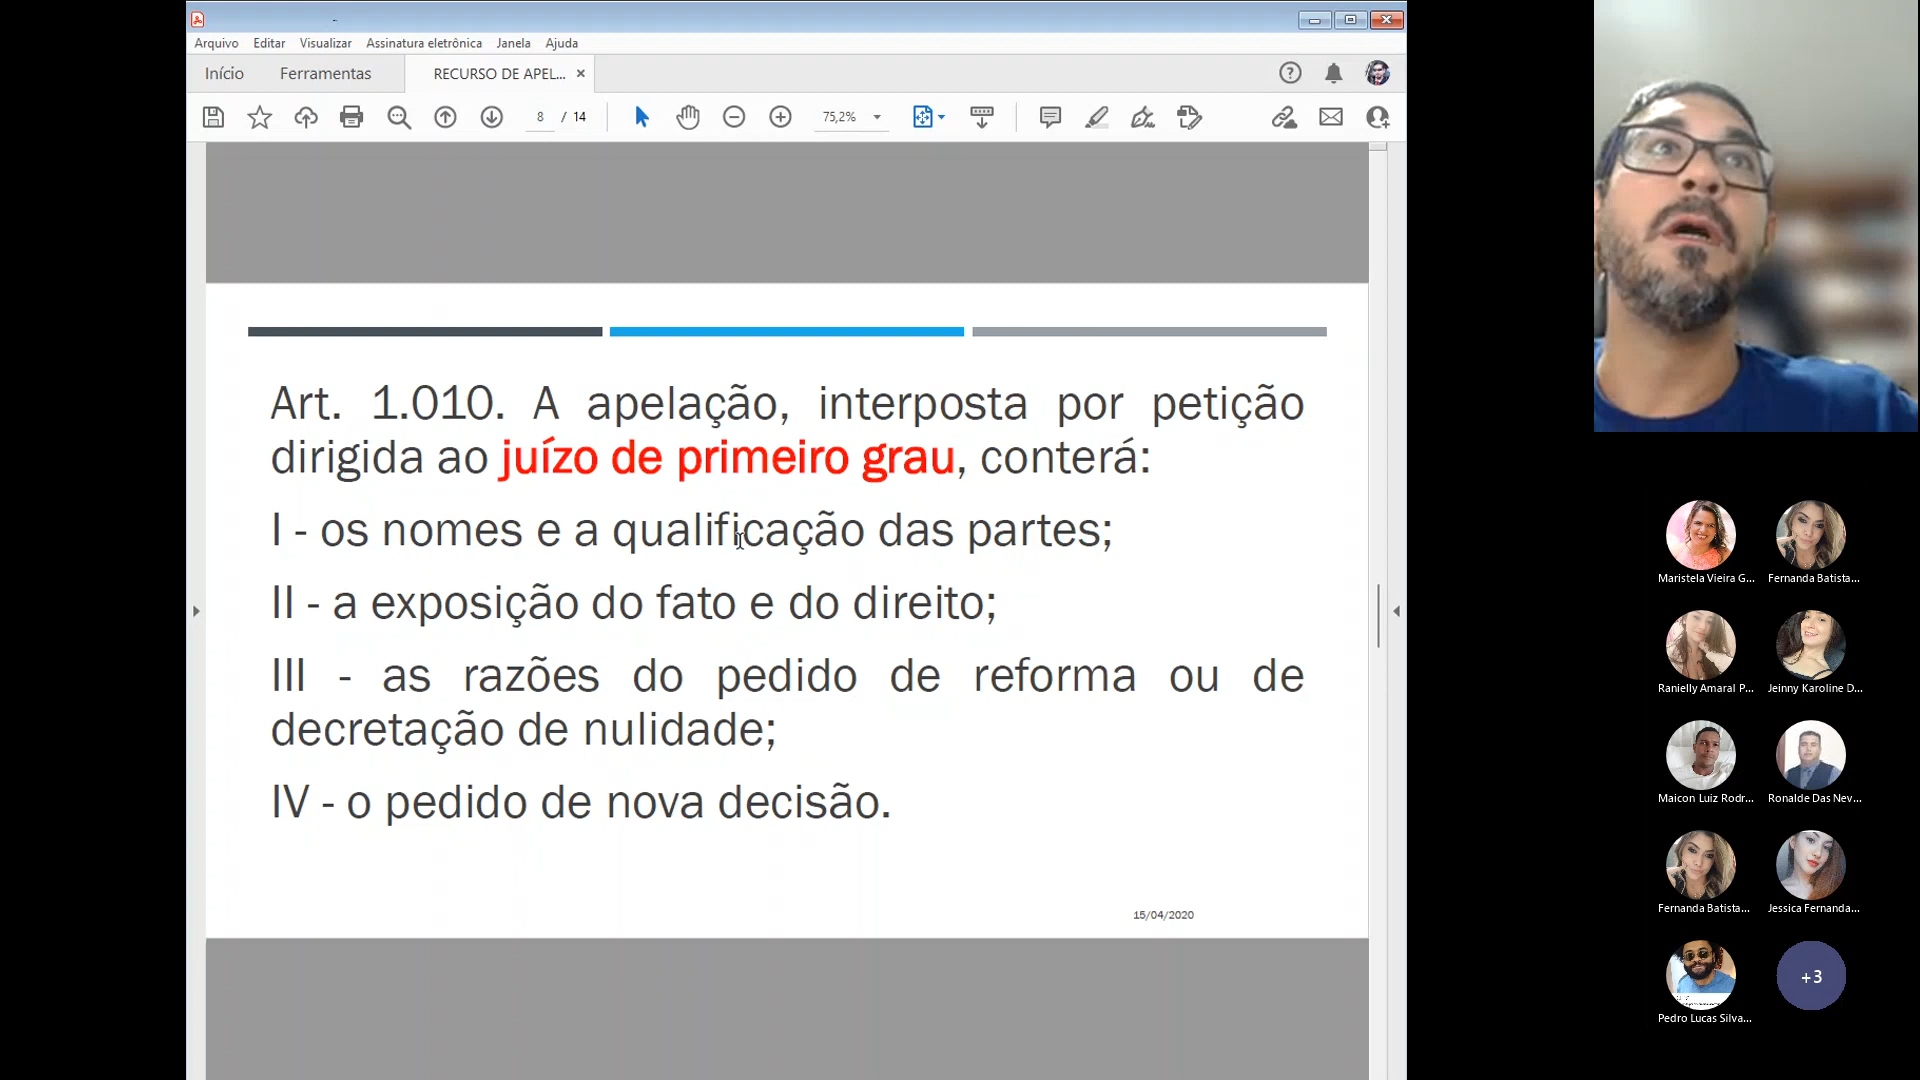 Arquivo Editar Visualizar Assinatura eletrônica Janela Ajuda
Início Ferramentas RECURSO DE APEL... ×
8 / 14 75,2%
Art. 1.010. A apelação, interposta por petição
dirigida ao juízo de primeiro grau, conterá:
I - os nomes e a qualificação das partes;
II - a exposição do fato e do direito;
III - as razões do pedido de reforma ou de
decretação de nulidade;
IV - o pedido de nova decisão.
15/04/2020
Maristela Vieira G... Fernanda Batista...
Ranielly Amaral P... Jeinny Karoline D...
Maicon Luiz Rodr... Ronalde Das Nev...
Fernanda Batista... Jessica Fernanda...
+3
Pedro Lucas Silva...